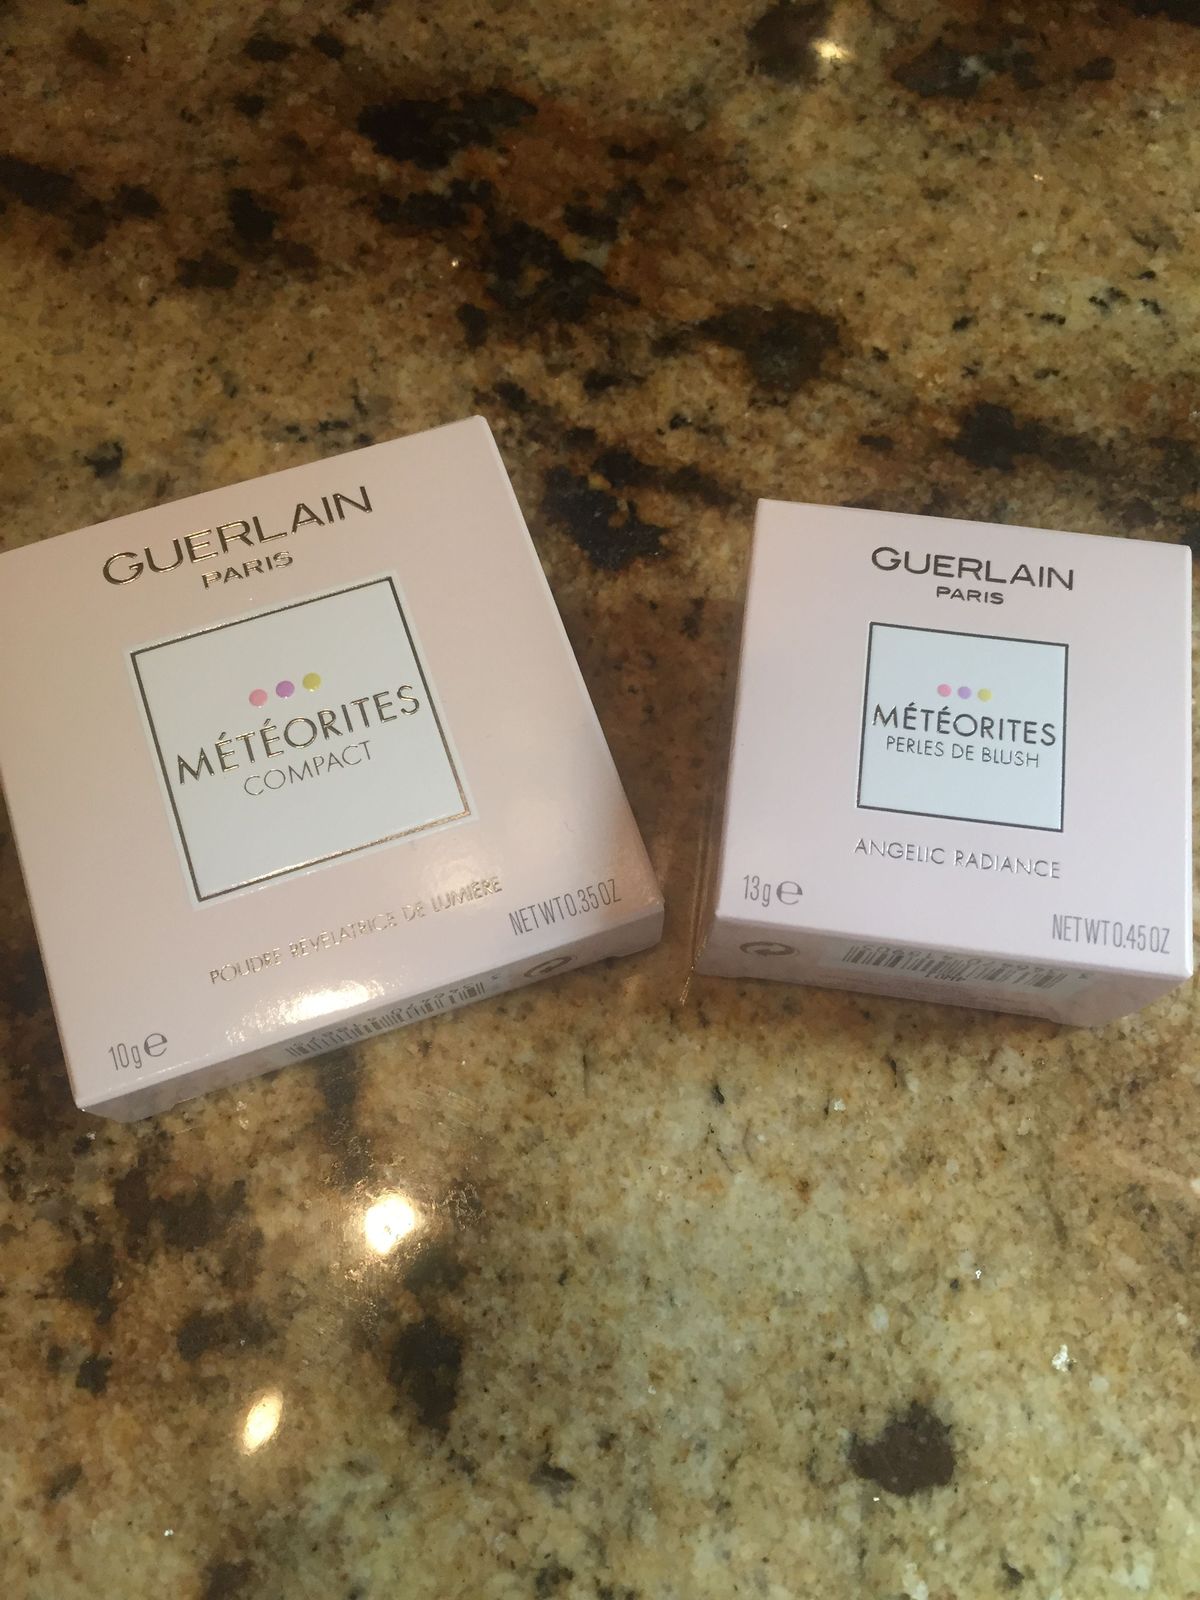 GUERLAIN
PARIS
MÉTÉORITES
COMPACT
POUDRE RÉVÉLATRICE DE LUMIÈRE
10g℮
NET WT 0.35 OZ
GUERLAIN
PARIS
MÉTÉORITES
PERLES DE BLUSH
ANGELIC RADIANCE
13g℮
NET WT 0.45 OZ